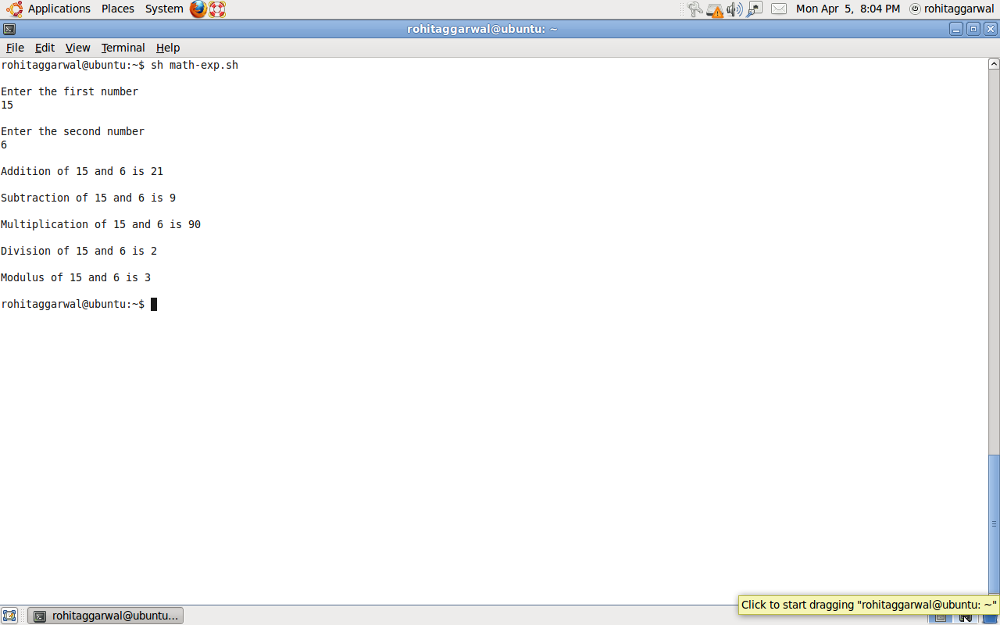 Applications Places System Mon Apr 5, 8:04 PM rohitaggarwal
rohitaggarwal@ubuntu: ~
File Edit View Terminal Help
rohitaggarwal@ubuntu:~$ sh math-exp.sh
Enter the first number
15
Enter the second number
6
Addition of 15 and 6 is 21
Subtraction of 15 and 6 is 9
Multiplication of 15 and 6 is 90
Division of 15 and 6 is 2
Modulus of 15 and 6 is 3
rohitaggarwal@ubuntu:~$
Click to start dragging "rohitaggarwal@ubuntu: ~"
rohitaggarwal@ubuntu...